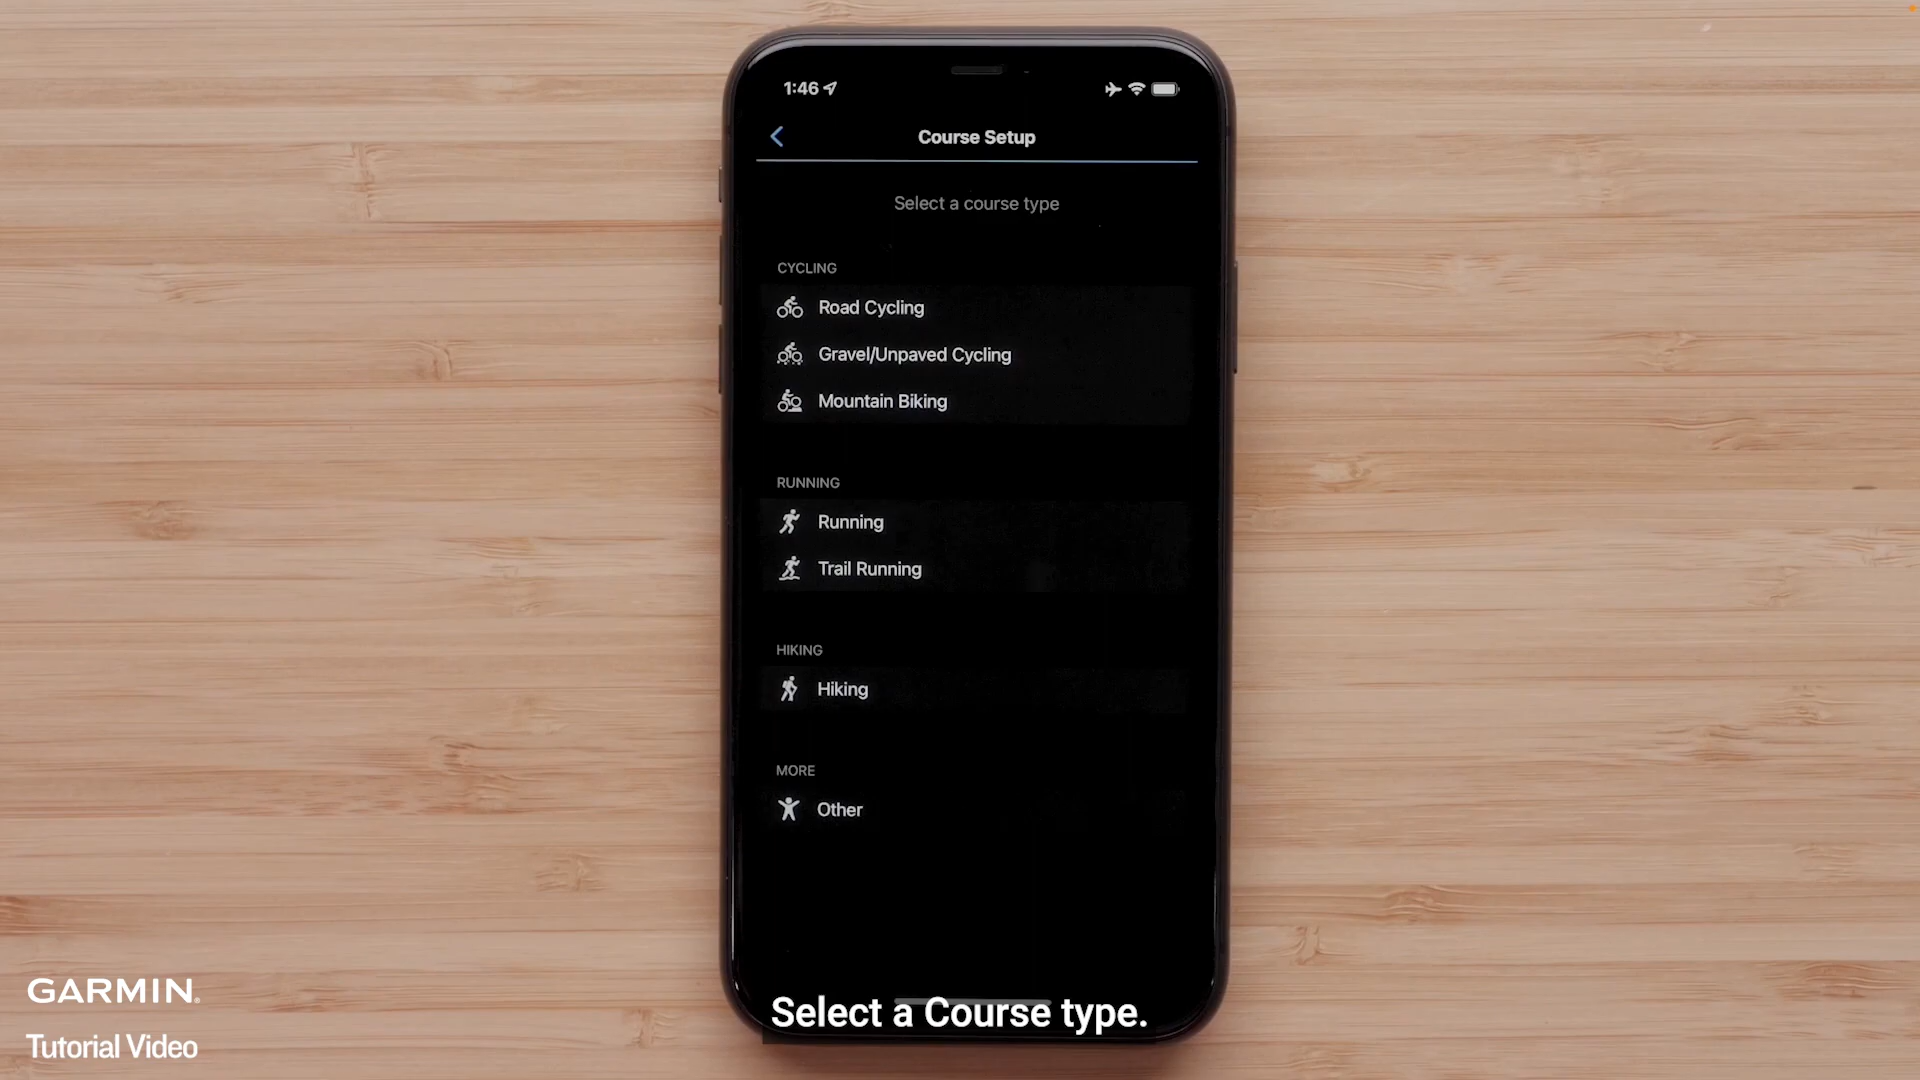 1:46
Course Setup
Select a course type
CYCLING
Road Cycling
Gravel/Unpaved Cycling
Mountain Biking
RUNNING
Running
Trail Running
HIKING
Hiking
MORE
Other
Select a Course type.
GARMIN.
Tutorial Video